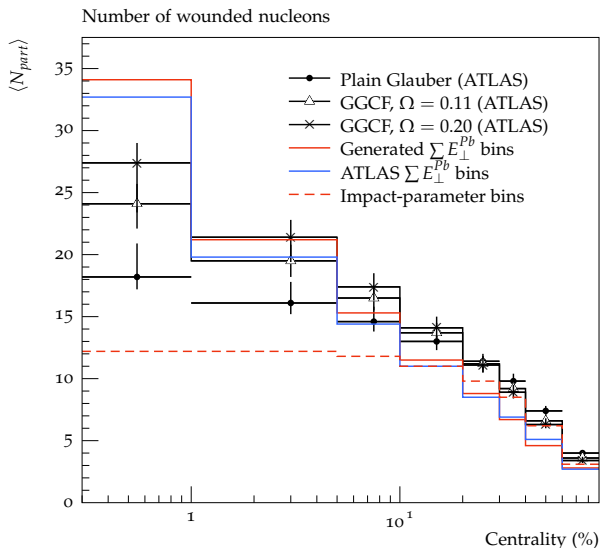 Number of wounded nucleons
⟨N_part⟩
Plain Glauber (ATLAS)
GGCF, Ω = 0.11 (ATLAS)
GGCF, Ω = 0.20 (ATLAS)
Generated ∑ E_⊥^Pb bins
ATLAS ∑ E_⊥^Pb bins
Impact-parameter bins
35
30
25
20
15
10
5
0
1
10^1
Centrality (%)